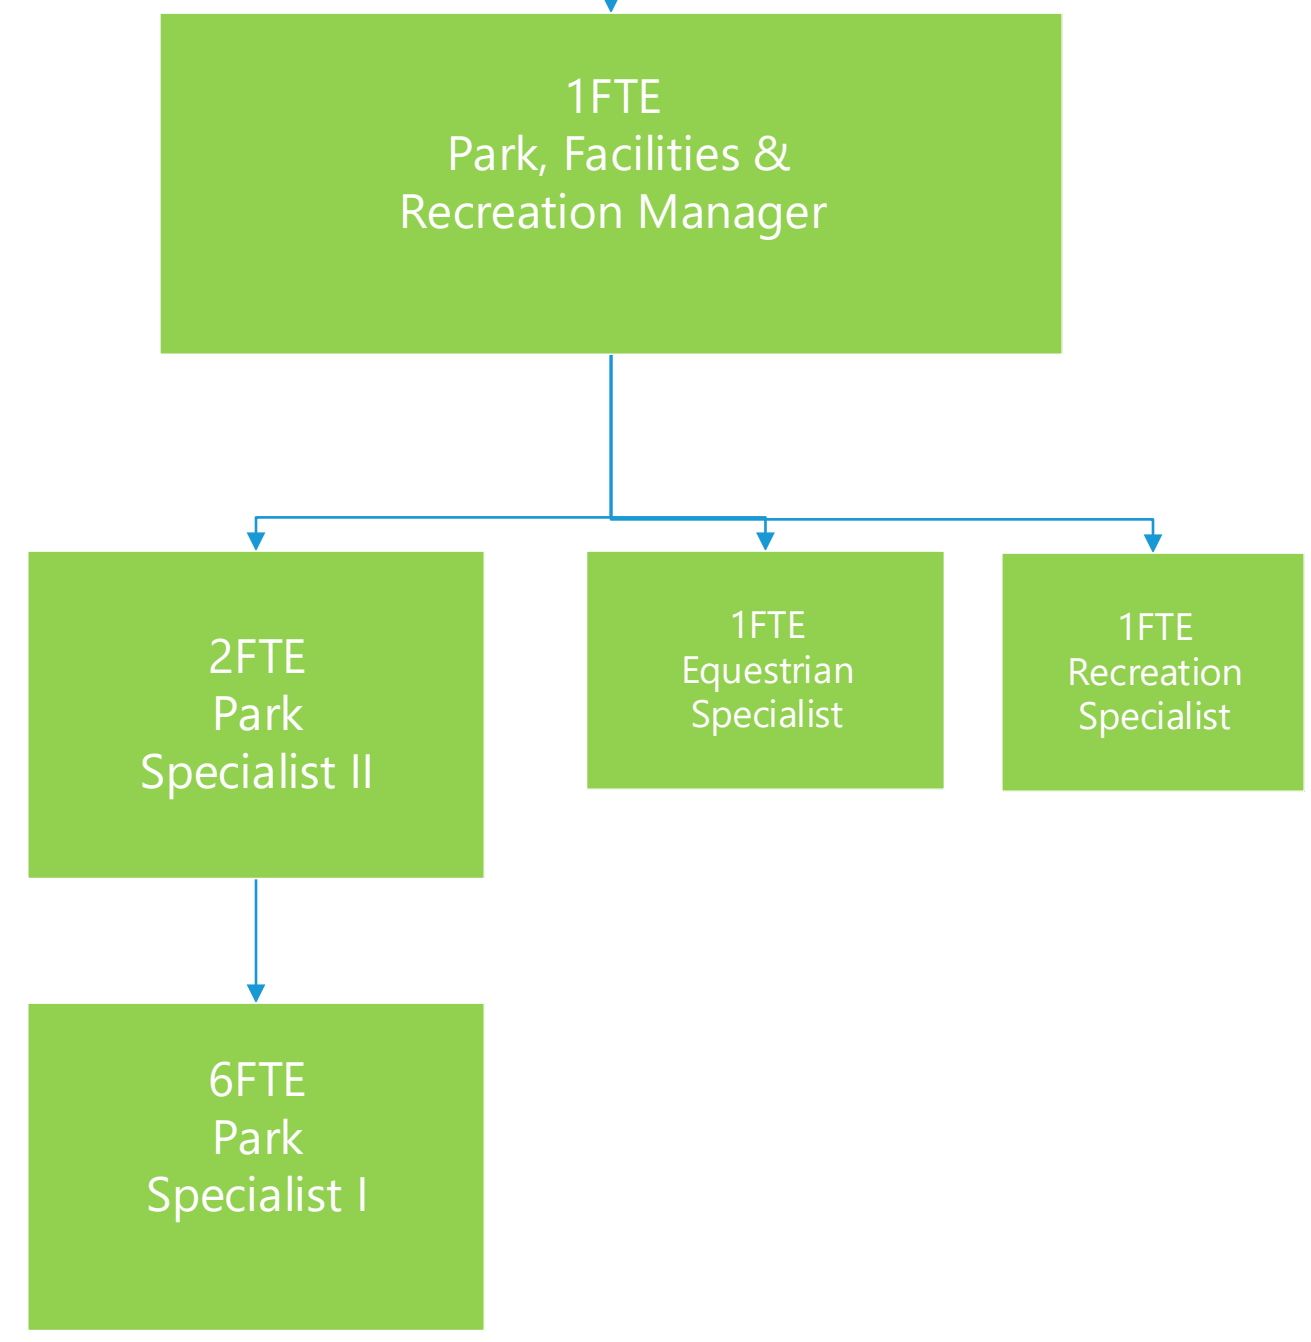 1FTE
Park, Facilities &
Recreation Manager
2FTE
Park
Specialist II
1FTE
Equestrian
Specialist
1FTE
Recreation
Specialist
6FTE
Park
Specialist I